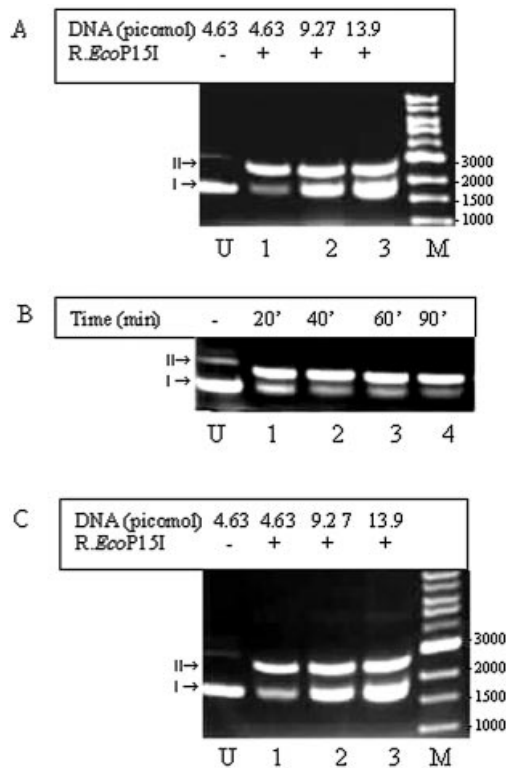 A
DNA (picomol) 4.63 4.63 9.27 13.9
R.EcoP15I - + + +
II→
I→
- 3000
- 2000
- 1500
- 1000
U 1 2 3 M
B
Time (min) - 20’ 40’ 60’ 90’
II→
I→
U 1 2 3 4
C
DNA (picomol) 4.63 4.63 9.2 7 13.9
R.EcoP15I - + + +
II→
I→
- 3000
- 2000
- 1500
- 1000
U 1 2 3 M